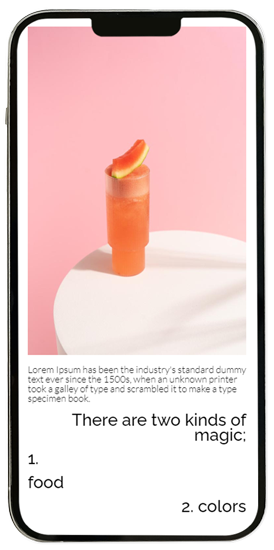 Lorem Ipsum has been the industry's standard dummy
text ever since the 1500s, when an unknown printer
took a galley of type and scrambled it to make a type
specimen book.
There are two kinds of
magic;
1.
food
2. colors